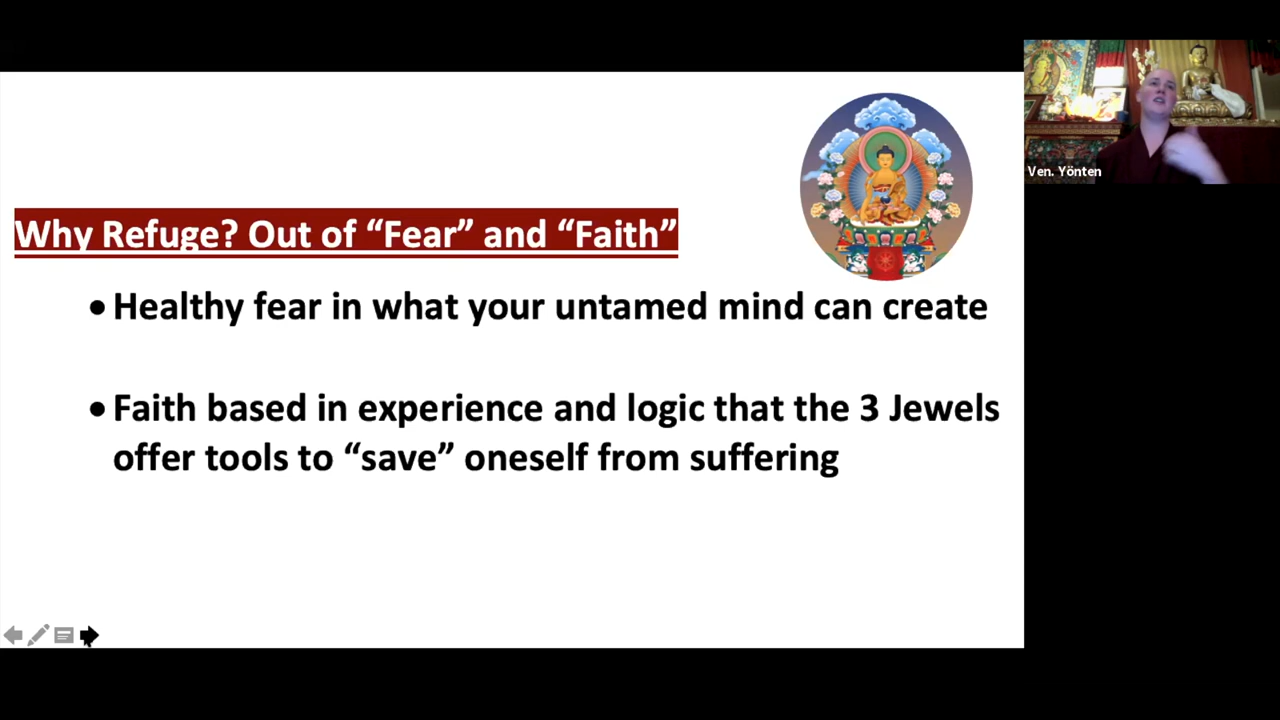 Why Refuge? Out of “Fear” and “Faith”
• Healthy fear in what your untamed mind can create
• Faith based in experience and logic that the 3 Jewels
offer tools to “save” oneself from suffering
Ven. Yönten